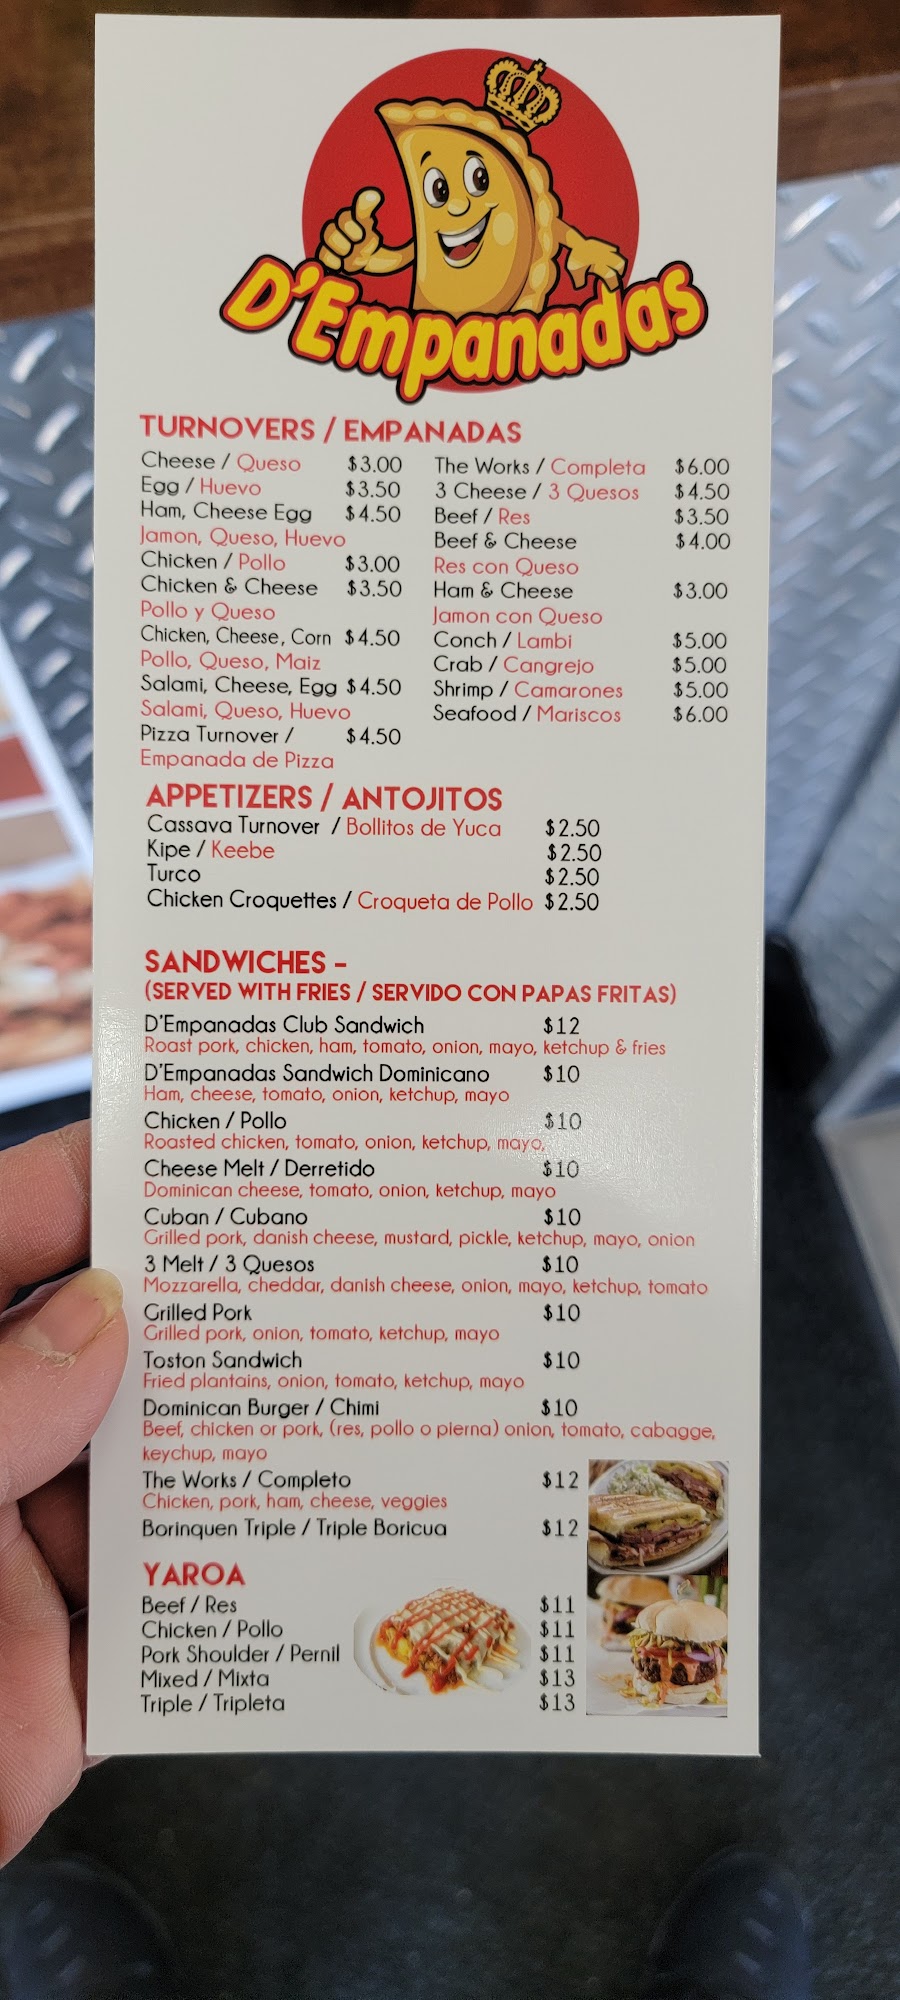 D'Empanadas
TURNOVERS / EMPANADAS
Cheese / Queso $3.00
Egg / Huevo $3.50
Ham, Cheese Egg $4.50
Jamon, Queso, Huevo
Chicken / Pollo $3.00
Chicken & Cheese $3.50
Pollo y Queso
Chicken, Cheese, Corn $4.50
Pollo, Queso, Maiz
Salami, Cheese, Egg $4.50
Salami, Queso, Huevo
Pizza Turnover / $4.50
Empanada de Pizza
The Works / Completa $6.00
3 Cheese / 3 Quesos $4.50
Beef / Res $3.50
Beef & Cheese $4.00
Res con Queso
Ham & Cheese $3.00
Jamon con Queso
Conch / Lambi $5.00
Crab / Cangrejo $5.00
Shrimp / Camarones $5.00
Seafood / Mariscos $6.00
APPETIZERS / ANTOJITOS
Cassava Turnover / Bollitos de Yuca $2.50
Kipe / Keebe $2.50
Turco $2.50
Chicken Croquettes / Croqueta de Pollo $2.50
SANDWICHES -
(SERVED WITH FRIES / SERVIDO CON PAPAS FRITAS)
D'Empanadas Club Sandwich $12
Roast pork, chicken, ham, tomato, onion, mayo, ketchup & fries
D'Empanadas Sandwich Dominicano $10
Ham, cheese, tomato, onion, ketchup, mayo
Chicken / Pollo $10
Roasted chicken, tomato, onion, ketchup, mayo,
Cheese Melt / Derretido $10
Dominican cheese, tomato, onion, ketchup, mayo
Cuban / Cubano $10
Grilled pork, danish cheese, mustard, pickle, ketchup, mayo, onion
3 Melt / 3 Quesos $10
Mozzarella, cheddar, danish cheese, onion, mayo, ketchup, tomato
Grilled Pork $10
Grilled pork, onion, tomato, ketchup, mayo
Toston Sandwich $10
Fried plantains, onion, tomato, ketchup, mayo
Dominican Burger / Chimi $10
Beef, chicken or pork, (res, pollo o pierna) onion, tomato, cabagge,
keychup, mayo
The Works / Completo $12
Chicken, pork, ham, cheese, veggies
Borinquen Triple / Triple Boricua $12
YAROA
Beef / Res $11
Chicken / Pollo $11
Pork Shoulder / Pernil $11
Mixed / Mixta $13
Triple / Tripleta $13